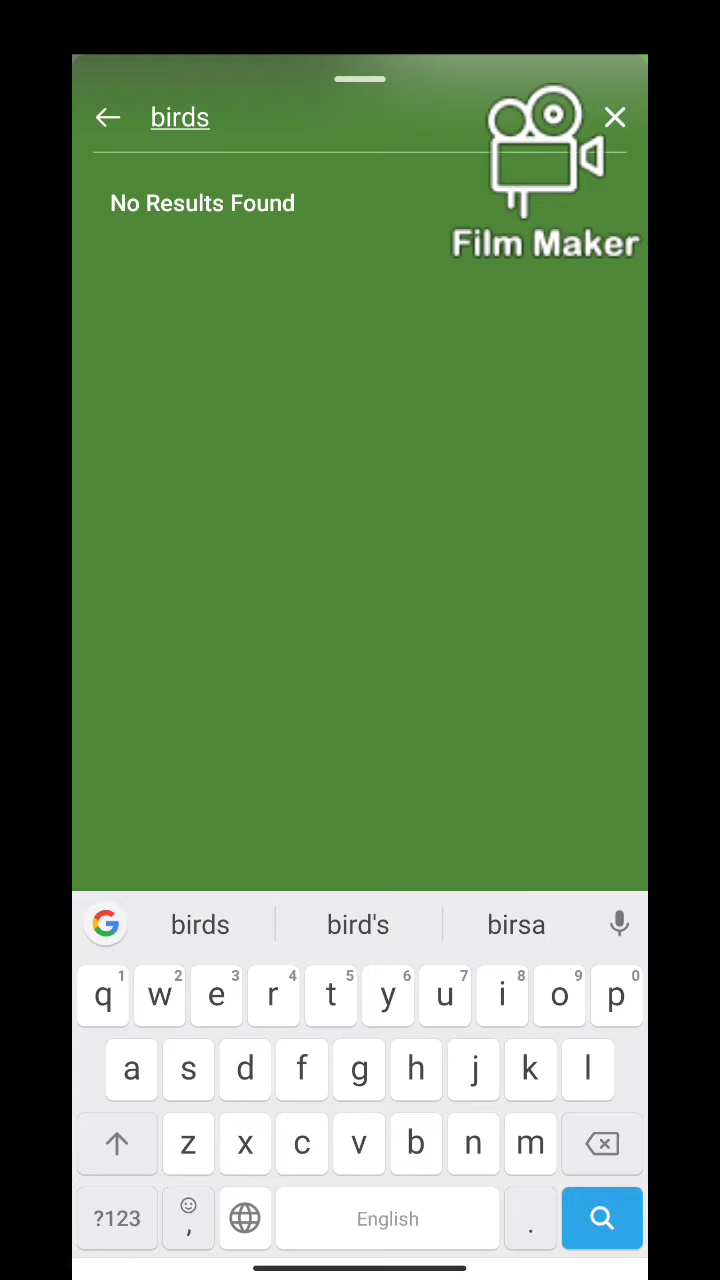 birds
No Results Found
Film Maker
birds bird's birsa
1 2 3 4 5 6 7 8 9 0
q w e r t y u i o p
a s d f g h j k l
z x c v b n m
?123 , English .